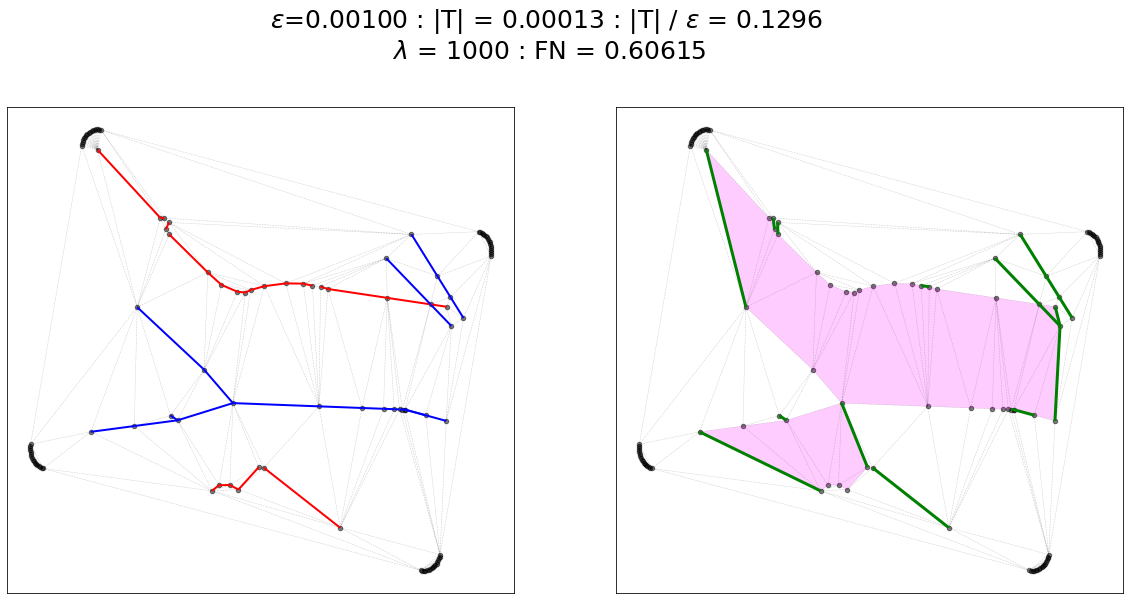 ε=0.00100 : |T| = 0.00013 : |T| / ε = 0.1296
λ = 1000 : FN = 0.60615